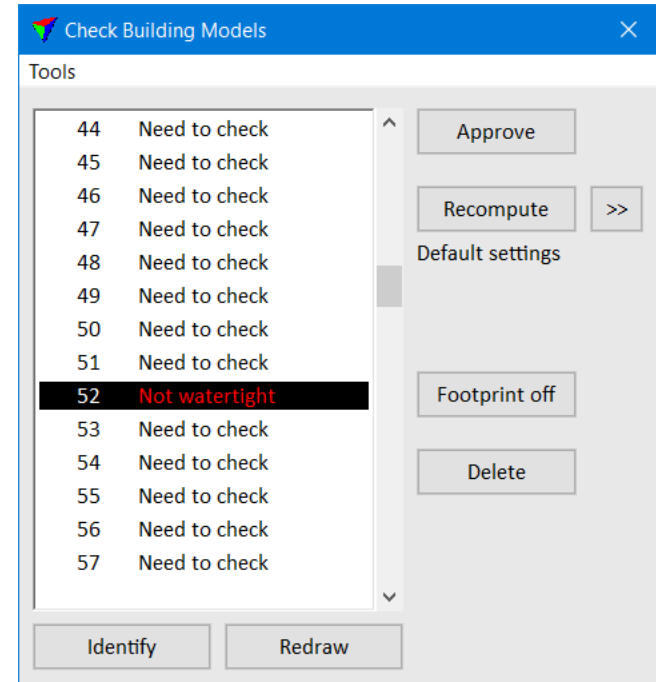 Check Building Models
Tools
44 Need to check
45 Need to check
46 Need to check
47 Need to check
48 Need to check
49 Need to check
50 Need to check
51 Need to check
52 Not watertight
53 Need to check
54 Need to check
55 Need to check
56 Need to check
57 Need to check
Approve
Recompute >>
Default settings
Footprint off
Delete
Identify Redraw